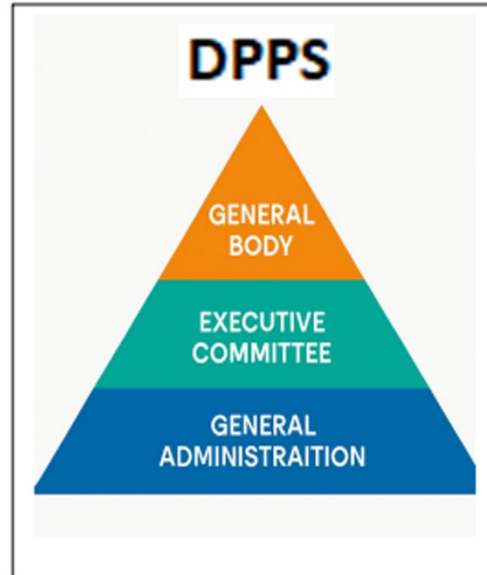 DPPS
GENERAL
BODY
EXECUTIVE
COMMITTEE
GENERAL
ADMINISTRAITION